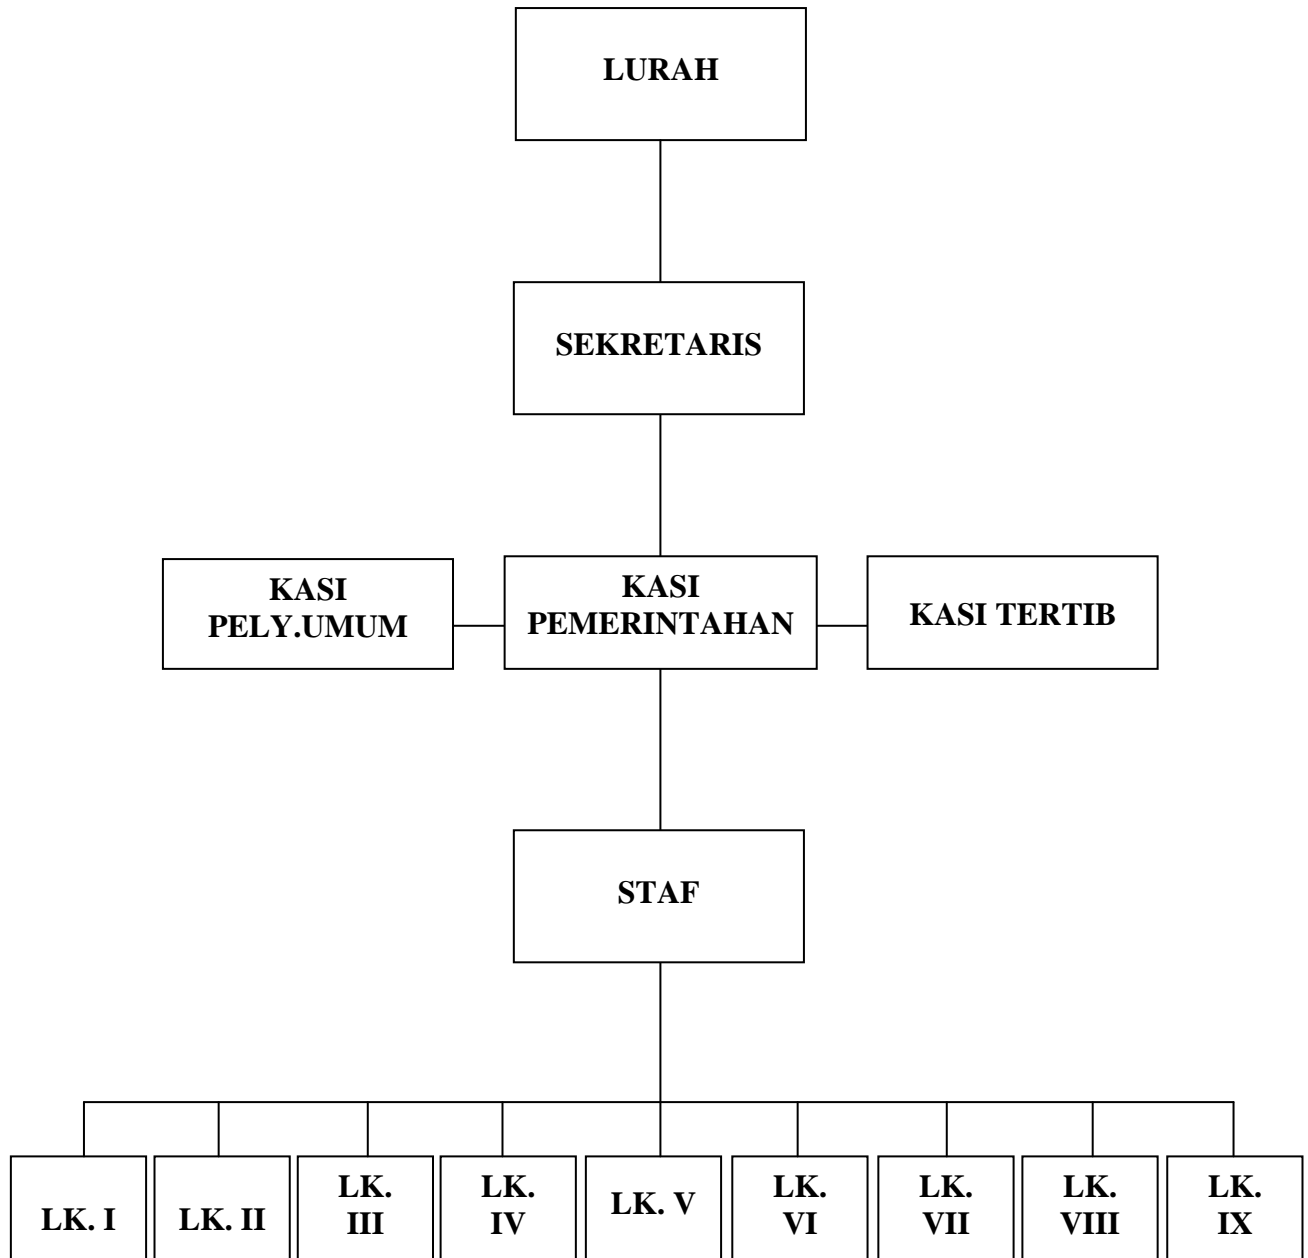 LURAH
SEKRETARIS
KASI
PELY.UMUM
KASI
PEMERINTAHAN
KASI TERTIB
STAF
LK. I
LK. II
LK.
III
LK.
IV
LK. V
LK.
VI
LK.
VII
LK.
VIII
LK.
IX